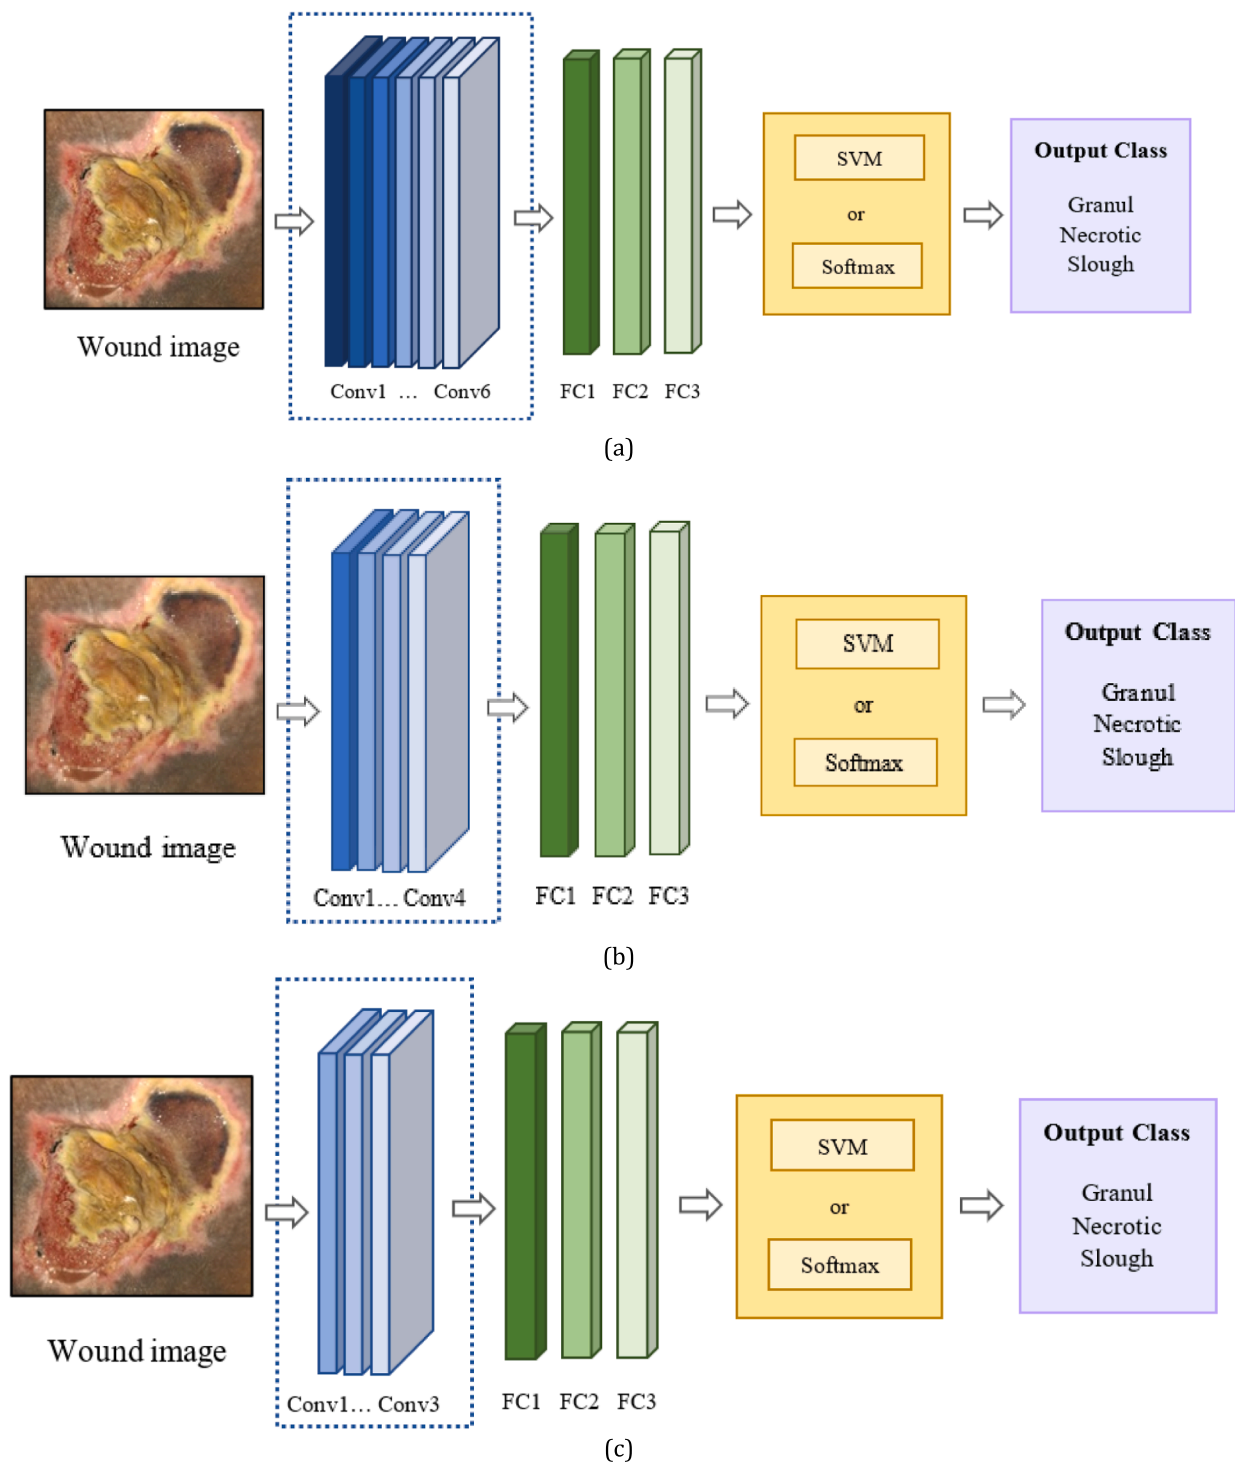 Wound image
Conv1 ... Conv6
FC1 FC2 FC3
SVM
or
Softmax
Output Class
Granul
Necrotic
Slough
(a)
Wound image
Conv1... Conv4
FC1 FC2 FC3
SVM
or
Softmax
Output Class
Granul
Necrotic
Slough
(b)
Wound image
Conv1... Conv3
FC1 FC2 FC3
SVM
or
Softmax
Output Class
Granul
Necrotic
Slough
(c)